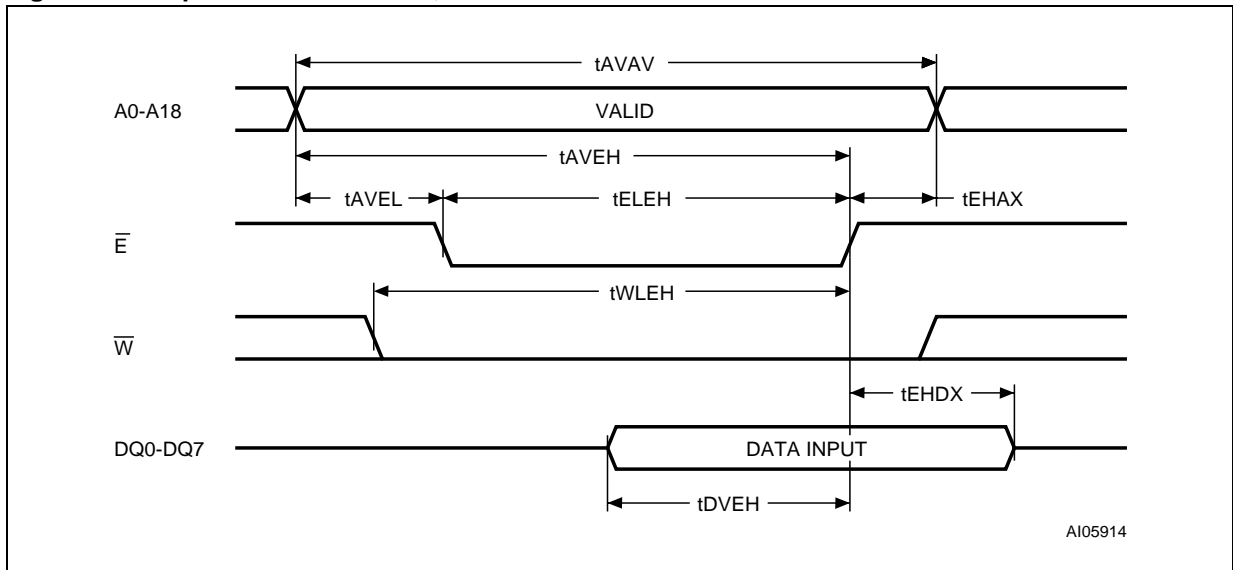 tAVAV
A0-A18
VALID
tAVEH
tAVEL
tELEH
tEHAX
E
tWLEH
W
tEHDX
DQ0-DQ7
DATA INPUT
tDVEH
AI05914